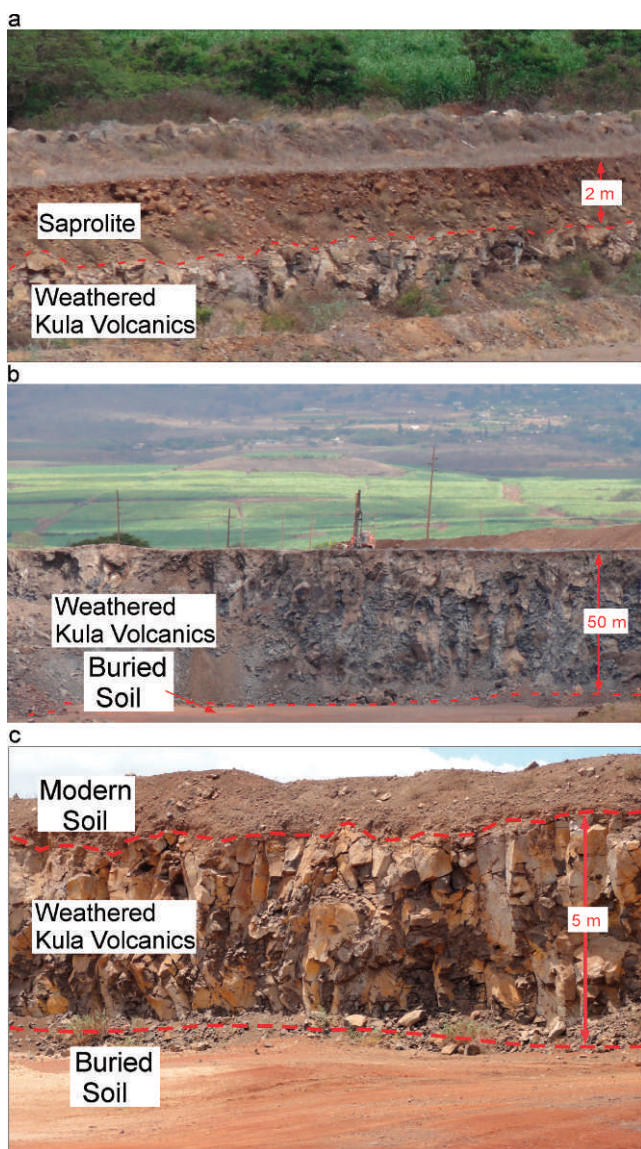 a
2 m
Saprolite
Weathered
Kula Volcanics
b
Weathered
Kula Volcanics
50 m
Buried
Soil
c
Modern
Soil
Weathered
Kula Volcanics
5 m
Buried
Soil